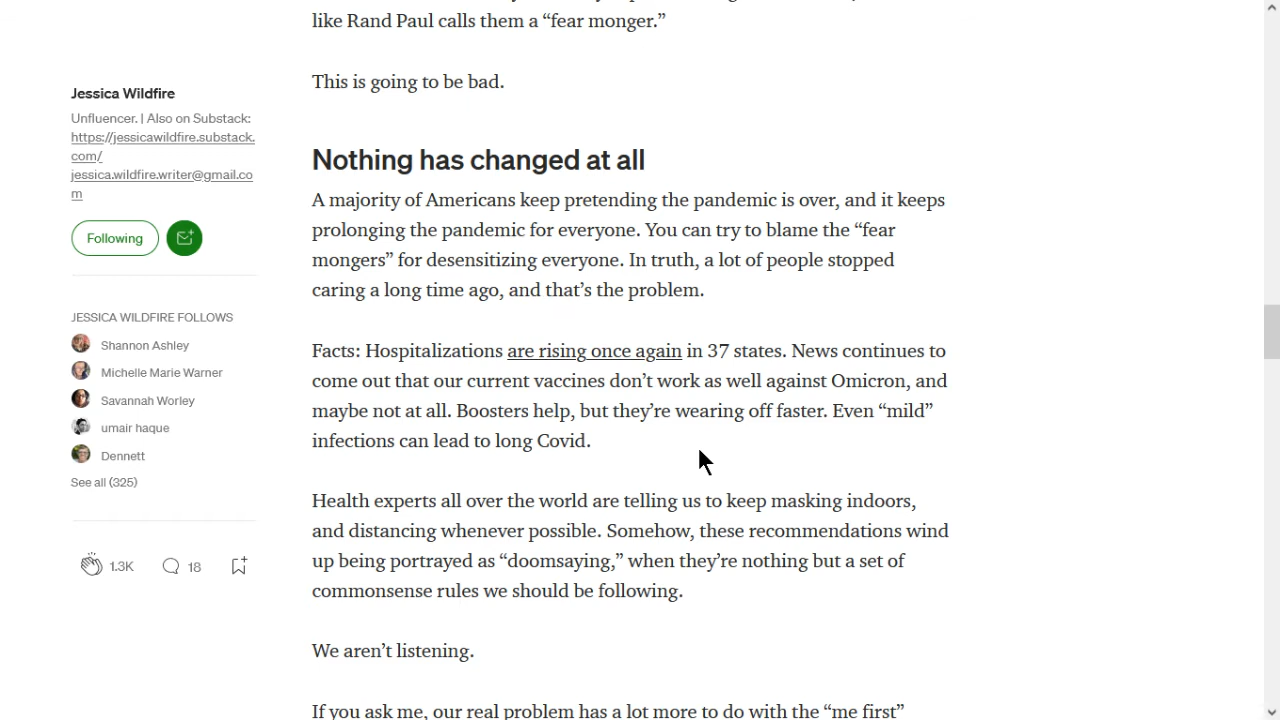 like Rand Paul calls them a “fear monger.”
This is going to be bad.
Jessica Wildfire
Unfluencer. | Also on Substack:
https://jessicawildfire.substack.
com/
jessica.wildfire.writer@gmail.co
m
Following
JESSICA WILDFIRE FOLLOWS
Shannon Ashley
Michelle Marie Warner
Savannah Worley
umair haque
Dennett
See all (325)
1.3K 18
Nothing has changed at all
A majority of Americans keep pretending the pandemic is over, and it keeps
prolonging the pandemic for everyone. You can try to blame the “fear
mongers” for desensitizing everyone. In truth, a lot of people stopped
caring a long time ago, and that’s the problem.
Facts: Hospitalizations are rising once again in 37 states. News continues to
come out that our current vaccines don’t work as well against Omicron, and
maybe not at all. Boosters help, but they’re wearing off faster. Even “mild”
infections can lead to long Covid.
Health experts all over the world are telling us to keep masking indoors,
and distancing whenever possible. Somehow, these recommendations wind
up being portrayed as “doomsaying,” when they’re nothing but a set of
commonsense rules we should be following.
We aren’t listening.
If you ask me, our real problem has a lot more to do with the “me first”